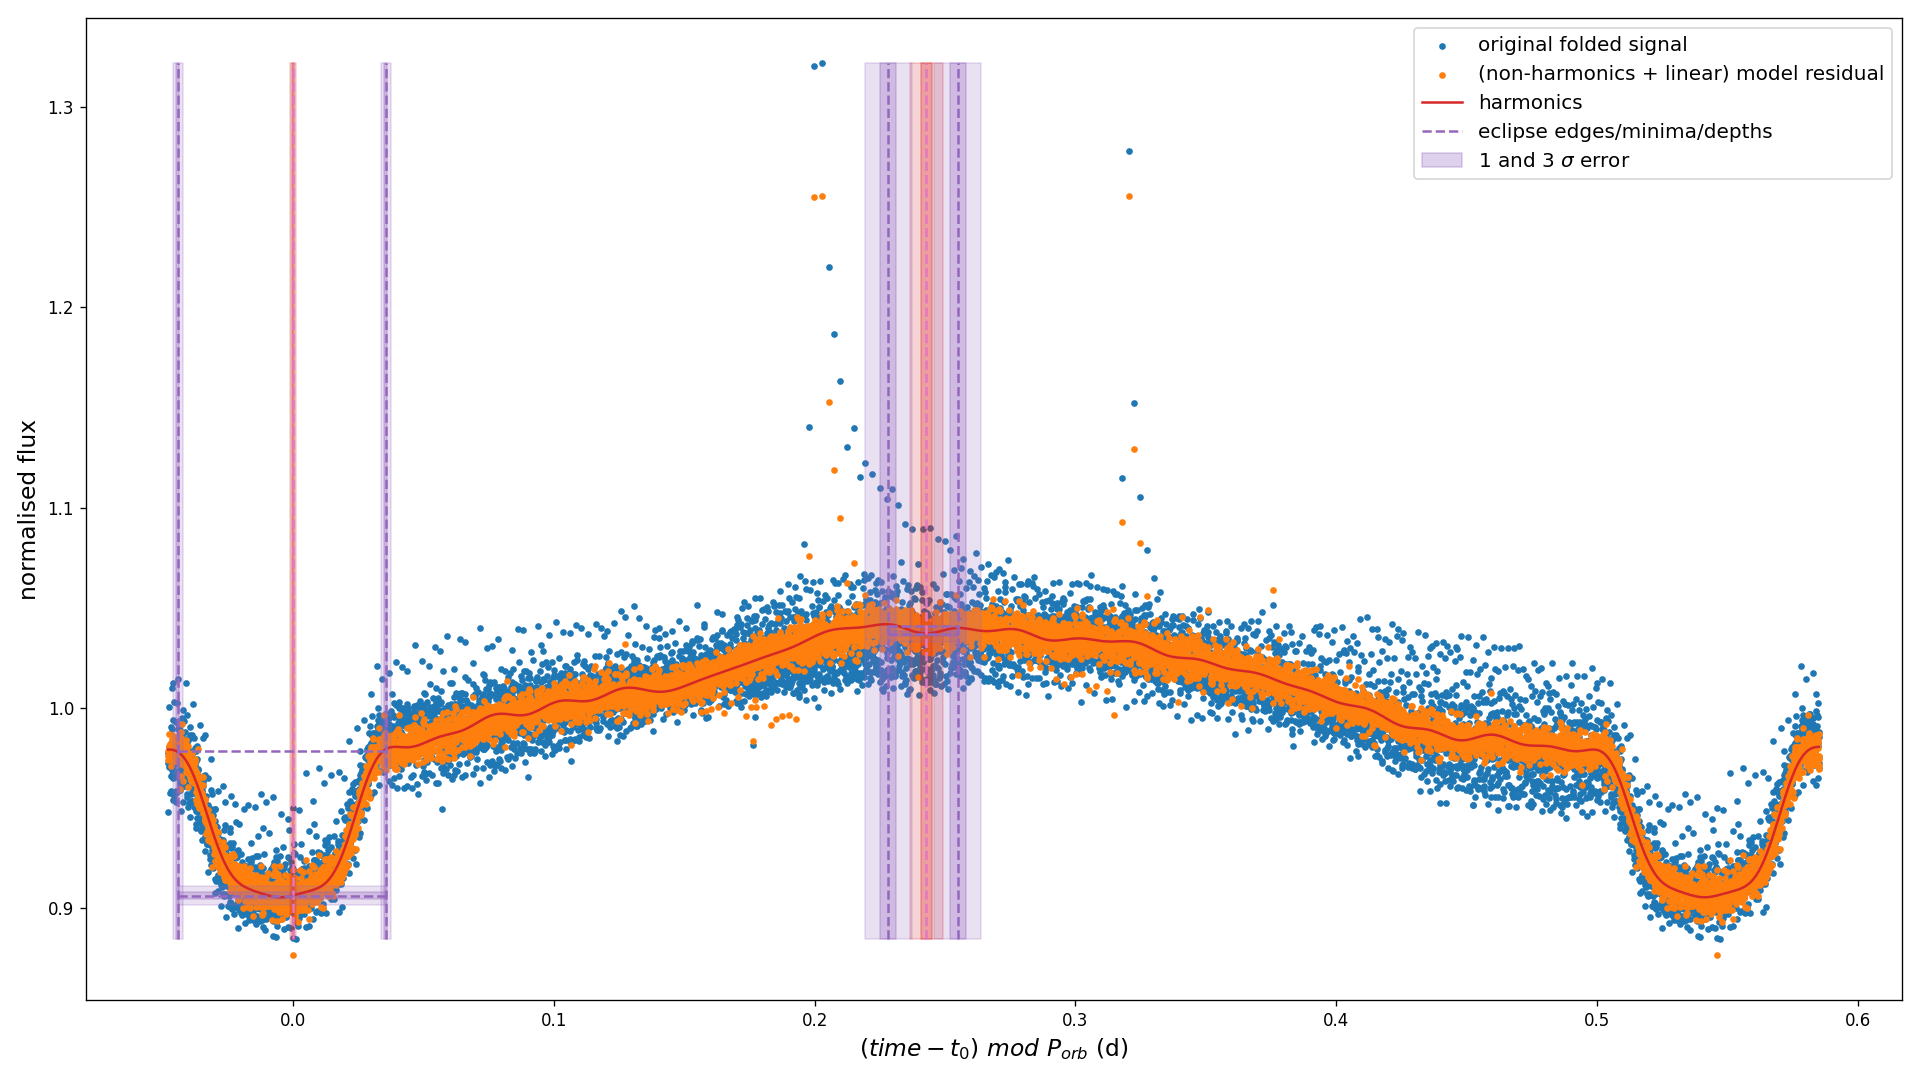 original folded signal
(non-harmonics + linear) model residual
harmonics
eclipse edges/minima/depths
1 and 3 σ error
normalised flux
1.3
1.2
1.1
1.0
0.9
0.0 0.1 0.2 0.3 0.4 0.5 0.6
(time − t₀) mod Pₒᵣ♭ (d)